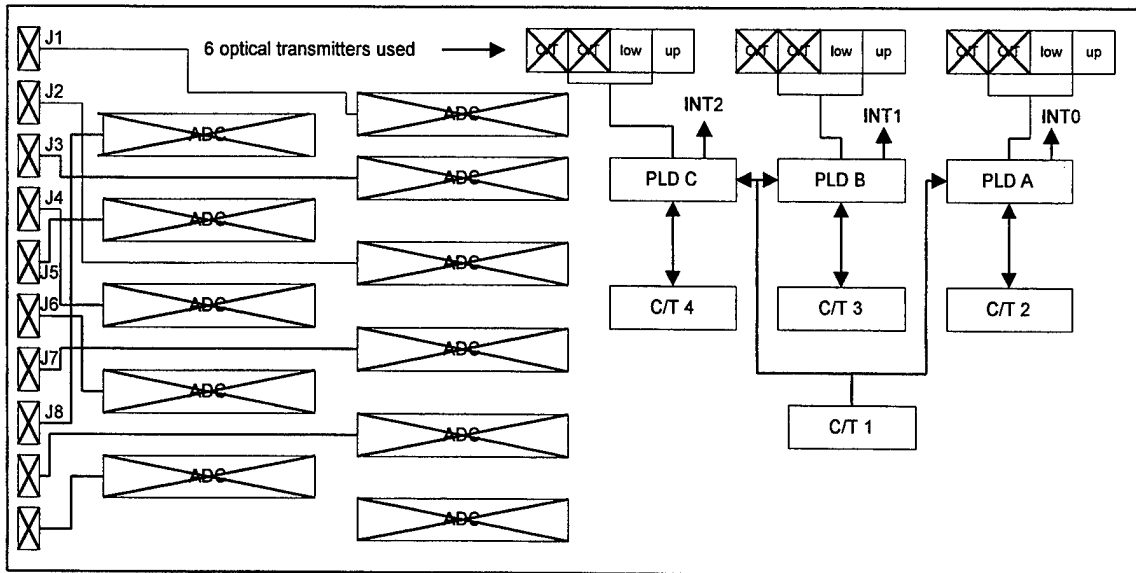 J1
J2
J3
J4
J5
J6
J7
J8
6 optical transmitters used
low up
low up
low up
ADC
ADC
ADC
ADC
ADC
ADC
ADC
ADC
ADC
ADC
ADC
INT2
INT1
INT0
PLD C
PLD B
PLD A
C/T 4
C/T 3
C/T 2
C/T 1